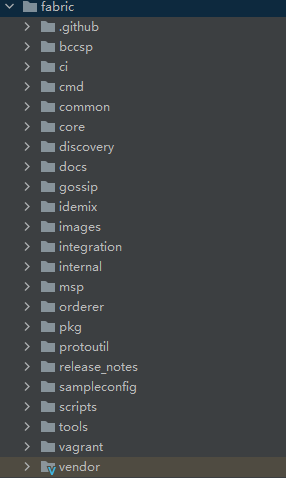 fabric
.github
bccsp
ci
cmd
common
core
discovery
docs
gossip
idemix
images
integration
internal
msp
orderer
pkg
protoutil
release_notes
sampleconfig
scripts
tools
vagrant
vendor